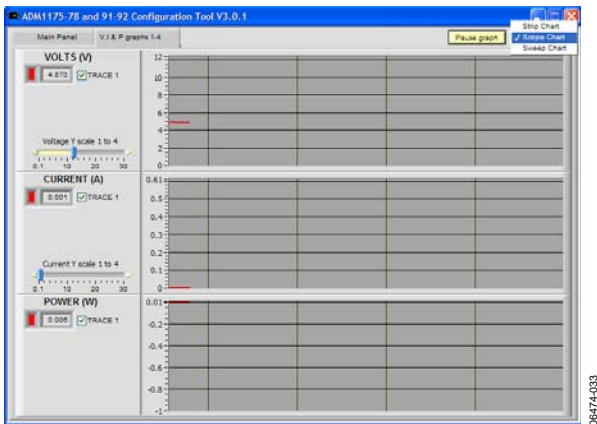 ADM1175-78 and 91-92 Configuration Tool V3.0.1
Main Panel
V,I & P graphs 1-4
Pause graph
Strip Chart
✓ Scope Chart
Sweep Chart
VOLTS (V)
4.870
TRACE 1
Voltage Y scale 1 to 4
0.1 10 20 30
12
10
8
6
4
2
0
CURRENT (A)
0.001
TRACE 1
Current Y scale 1 to 4
0.1 10 20 30
0.61
0.5
0.4
0.3
0.2
0.1
0
POWER (W)
0.006
TRACE 1
0.01
-0.2
-0.4
-0.6
-0.8
-1
06474-033